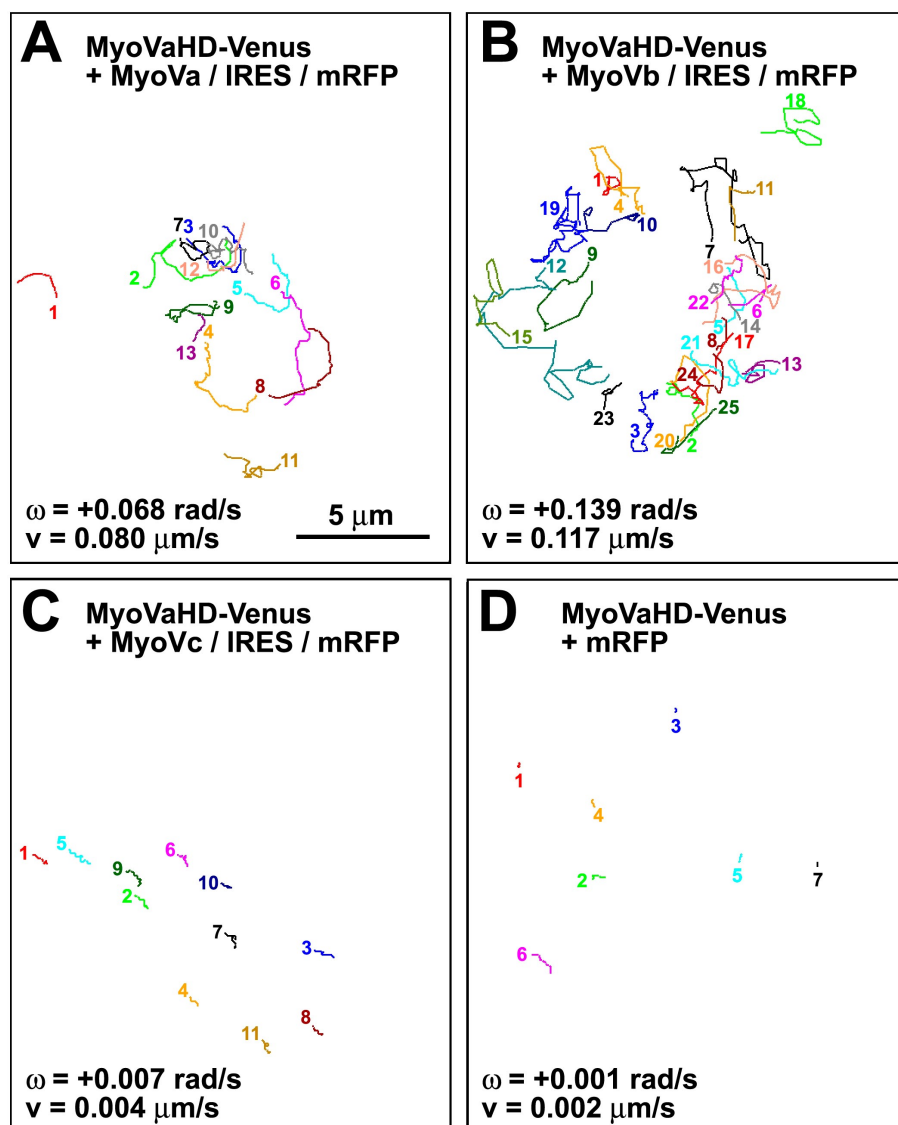 A MyoVaHD-Venus
+ MyoVa / IRES / mRFP
7 3 10
2 12 5 6
1
9
13 4
8
11
ω = +0.068 rad/s
v = 0.080 μm/s
5 μm
B MyoVaHD-Venus
+ MyoVb / IRES / mRFP
18
1
4
11
19
10
7
12 9
16
22 6
5 14
15
8 17
21
13
24
23
25
3 20 2
ω = +0.139 rad/s
v = 0.117 μm/s
C MyoVaHD-Venus
+ MyoVc / IRES / mRFP
1 5 6
9
2 10
7
3
4
8
11
ω = +0.007 rad/s
v = 0.004 μm/s
D MyoVaHD-Venus
+ mRFP
3
1
4
2 5 7
6
ω = +0.001 rad/s
v = 0.002 μm/s